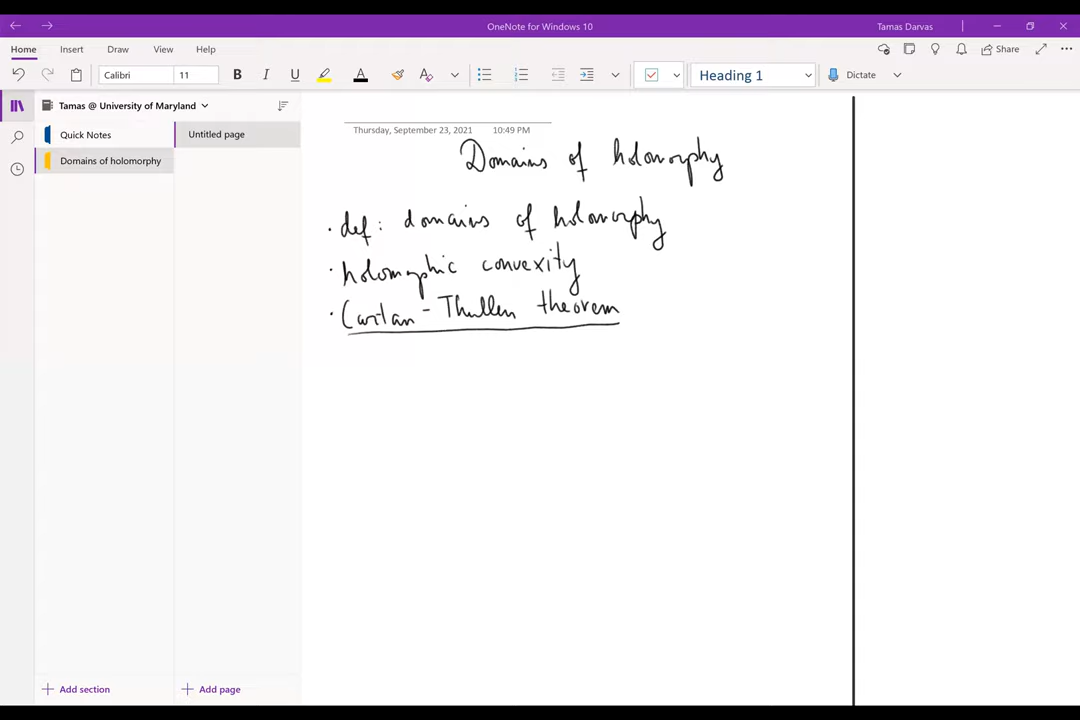 OneNote for Windows 10
Tamas Darvas
Home Insert Draw View Help
Share
Calibri 11 B I U A Heading 1 Dictate
Tamas @ University of Maryland
Quick Notes
Domains of holomorphy
Untitled page
Thursday, September 23, 2021 10:49 PM
Domains of holomorphy
· def: domains of holomorphy
· holomorphic convexity
· Cartan - Thullen theorem
Add section
Add page